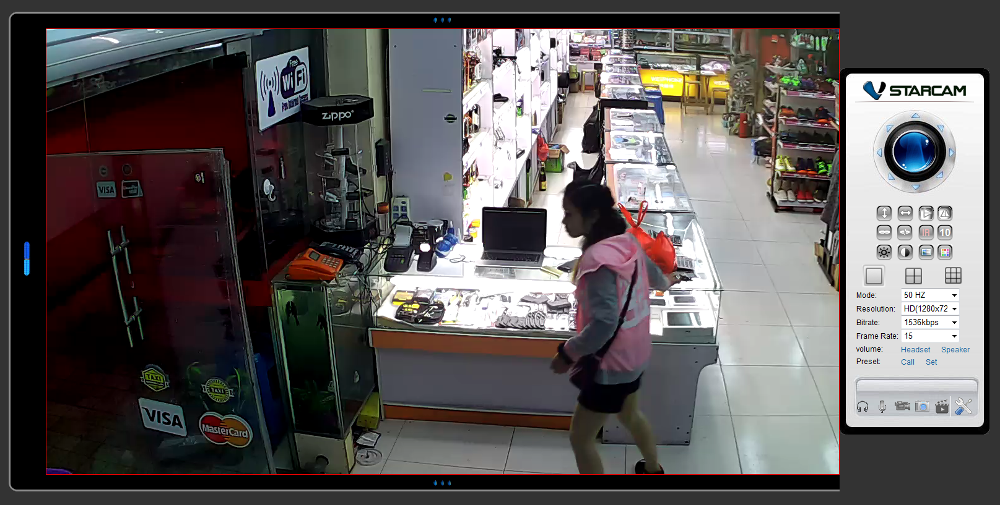 Free
Wi Fi
zippo
VISA
TAXI
TAXI
VISA
MasterCard
STARCAM
IR
10
Mode:
50 HZ
Resolution:
HD(1280x72
Bitrate:
1536kbps
Frame Rate:
15
volume:
Headset
Speaker
Preset:
Call
Set